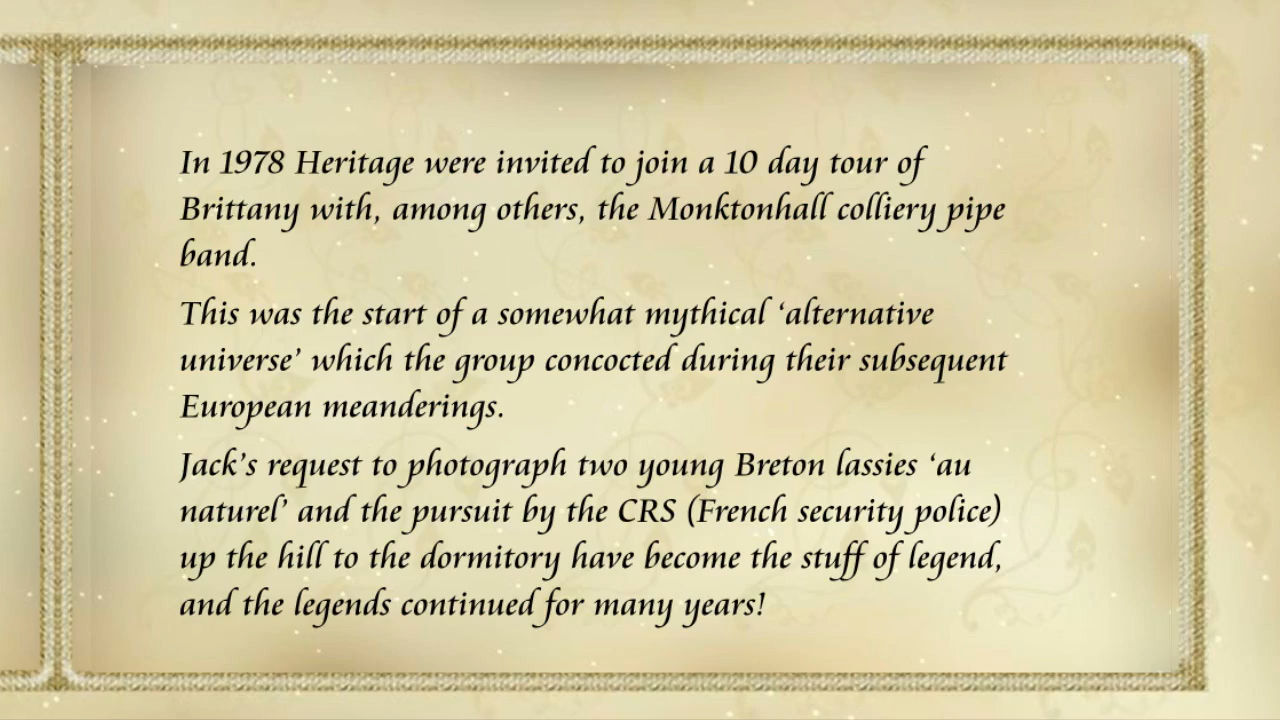 In 1978 Heritage were invited to join a 10 day tour of
Brittany with, among others, the Monktonhall colliery pipe
band.
This was the start of a somewhat mythical ‘alternative
universe’ which the group concocted during their subsequent
European meanderings.
Jack’s request to photograph two young Breton lassies ‘au
naturel’ and the pursuit by the CRS (French security police)
up the hill to the dormitory have become the stuff of legend,
and the legends continued for many years!